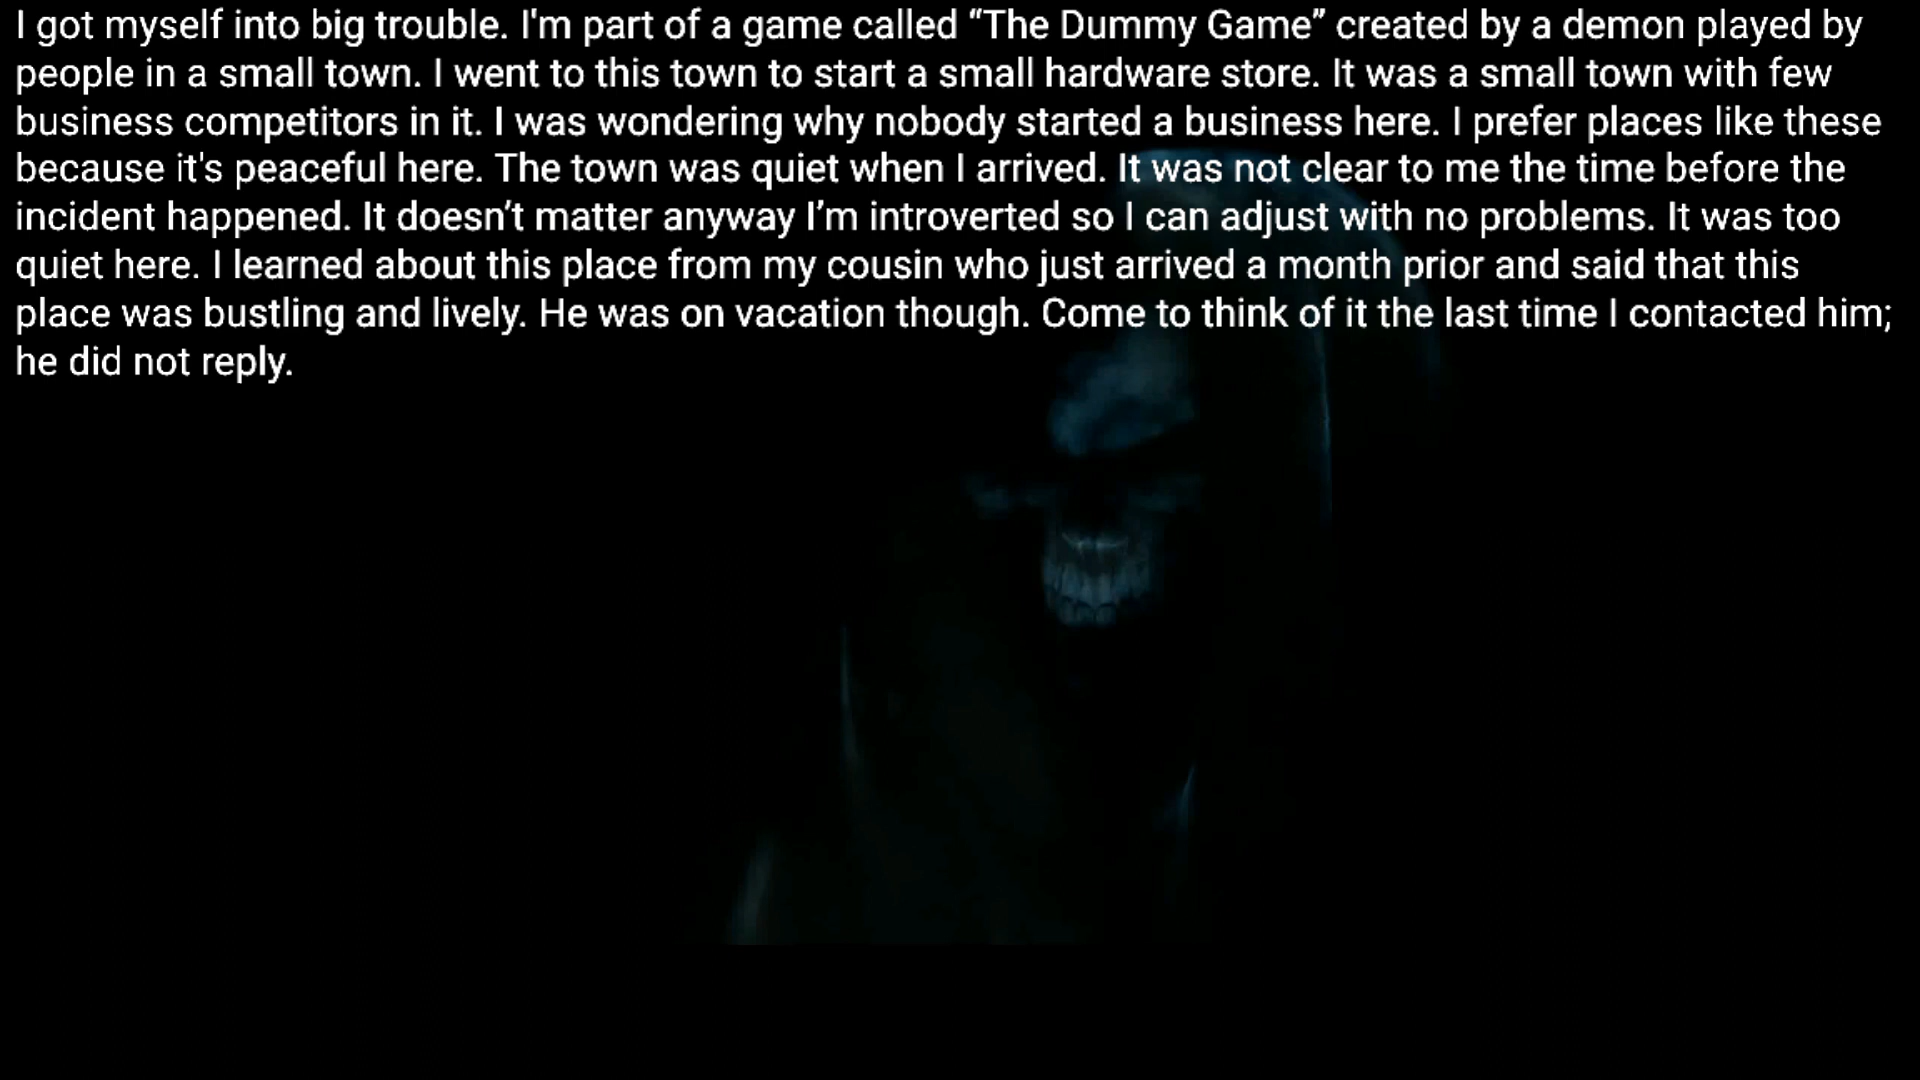 I got myself into big trouble. I'm part of a game called “The Dummy Game” created by a demon played by
people in a small town. I went to this town to start a small hardware store. It was a small town with few
business competitors in it. I was wondering why nobody started a business here. I prefer places like these
because it's peaceful here. The town was quiet when I arrived. It was not clear to me the time before the
incident happened. It doesn’t matter anyway I’m introverted so I can adjust with no problems. It was too
quiet here. I learned about this place from my cousin who just arrived a month prior and said that this
place was bustling and lively. He was on vacation though. Come to think of it the last time I contacted him;
he did not reply.